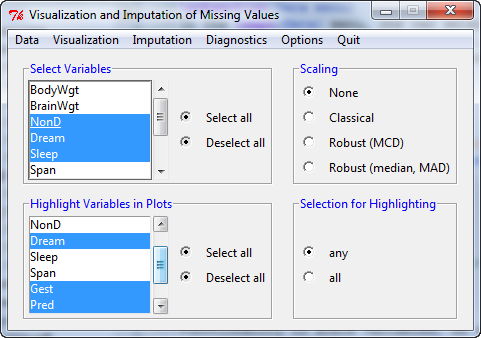 Visualization and Imputation of Missing Values
Data Visualization Imputation Diagnostics Options Quit
Select Variables
BodyWgt
BrainWgt
NonD
Dream
Sleep
Span
Select all
Deselect all
Scaling
None
Classical
Robust (MCD)
Robust (median, MAD)
Highlight Variables in Plots
NonD
Dream
Sleep
Span
Gest
Pred
Select all
Deselect all
Selection for Highlighting
any
all